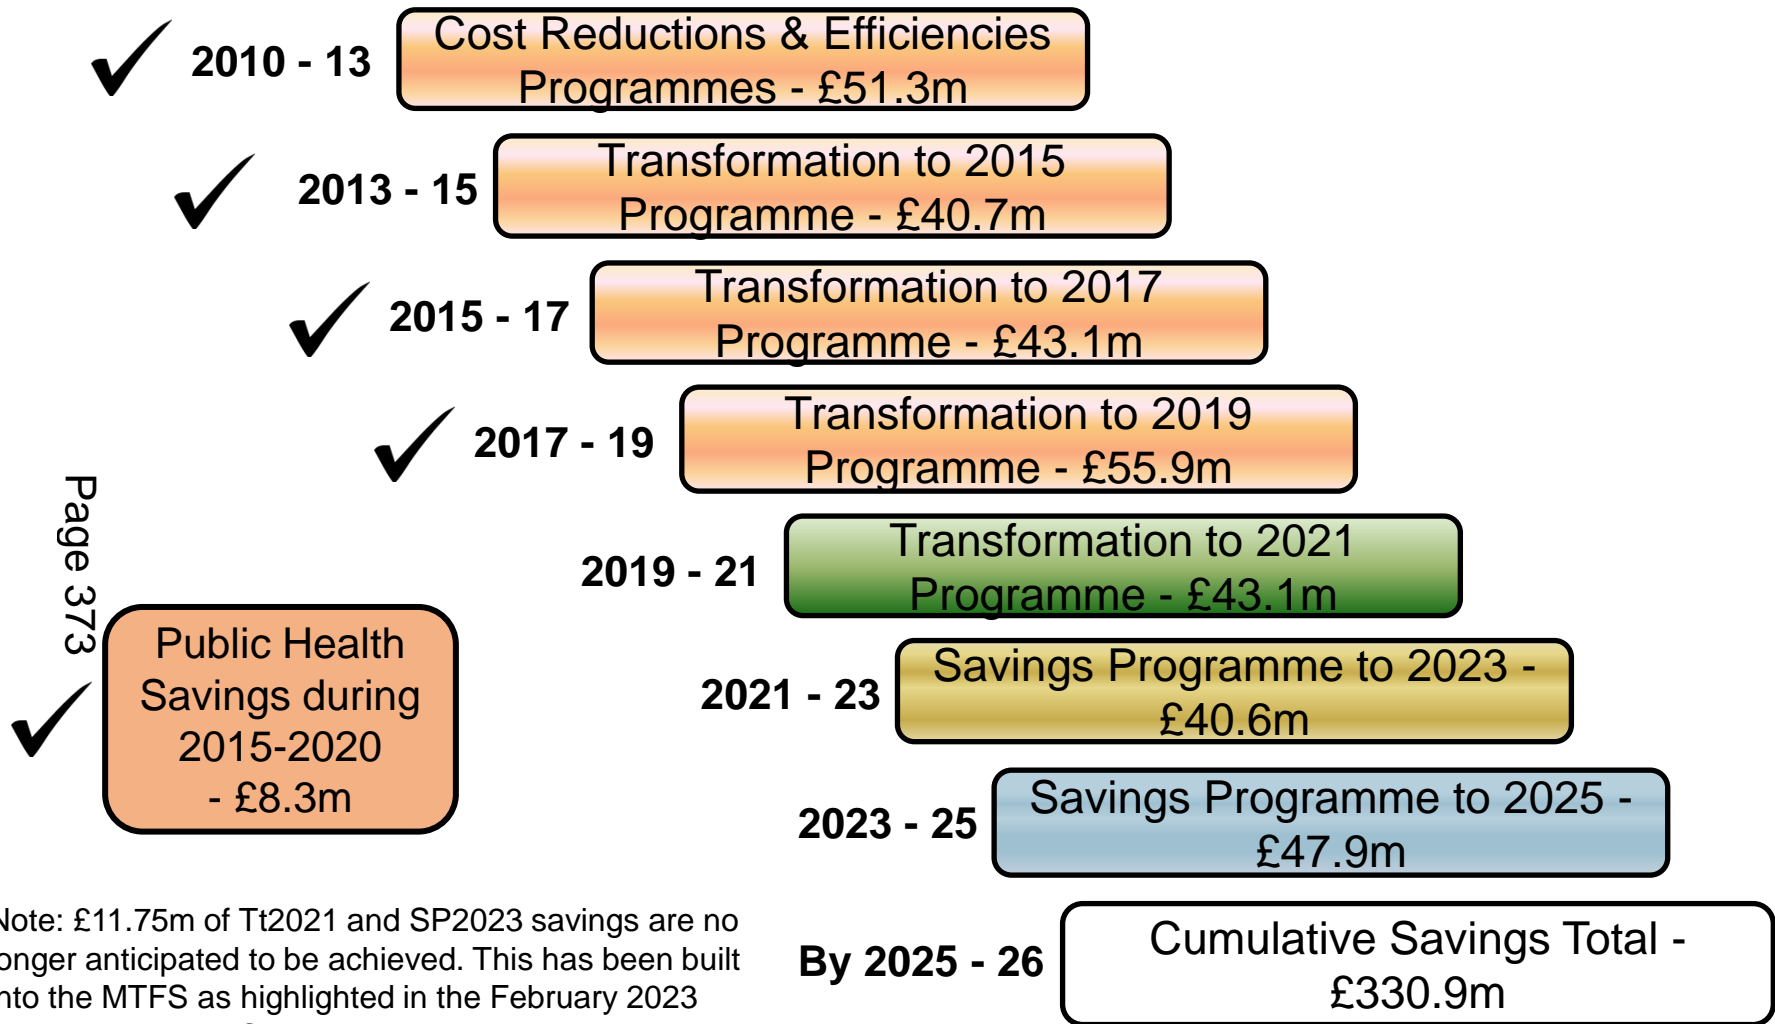 2010 - 13
Cost Reductions & Efficiencies
Programmes - £51.3m
2013 - 15
Transformation to 2015
Programme - £40.7m
2015 - 17
Transformation to 2017
Programme - £43.1m
2017 - 19
Transformation to 2019
Programme - £55.9m
2019 - 21
Transformation to 2021
Programme - £43.1m
Page 373
Public Health
Savings during
2015-2020
- £8.3m
2021 - 23
Savings Programme to 2023 -
£40.6m
2023 - 25
Savings Programme to 2025 -
£47.9m
Note: £11.75m of Tt2021 and SP2023 savings are no
onger anticipated to be achieved. This has been built
nto the MTFS as highlighted in the February 2023
By 2025 - 26
Cumulative Savings Total -
£330.9m